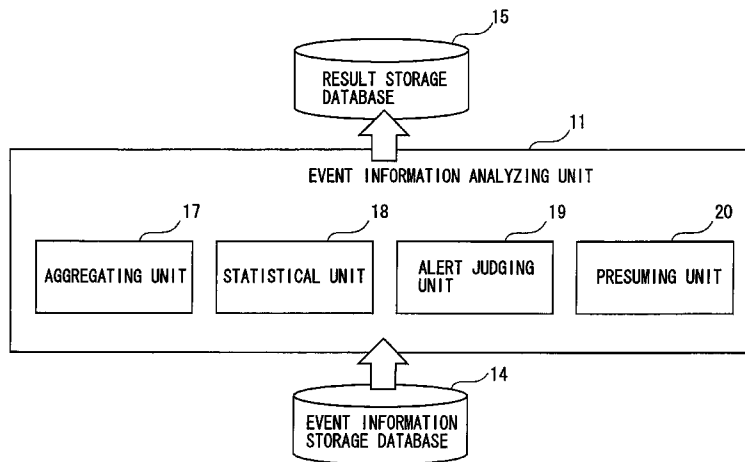 15
RESULT STORAGE
DATABASE
11
EVENT INFORMATION ANALYZING UNIT
17
18
19
20
AGGREGATING UNIT
STATISTICAL UNIT
ALERT JUDGING
UNIT
PRESUMING UNIT
14
EVENT INFORMATION
STORAGE DATABASE